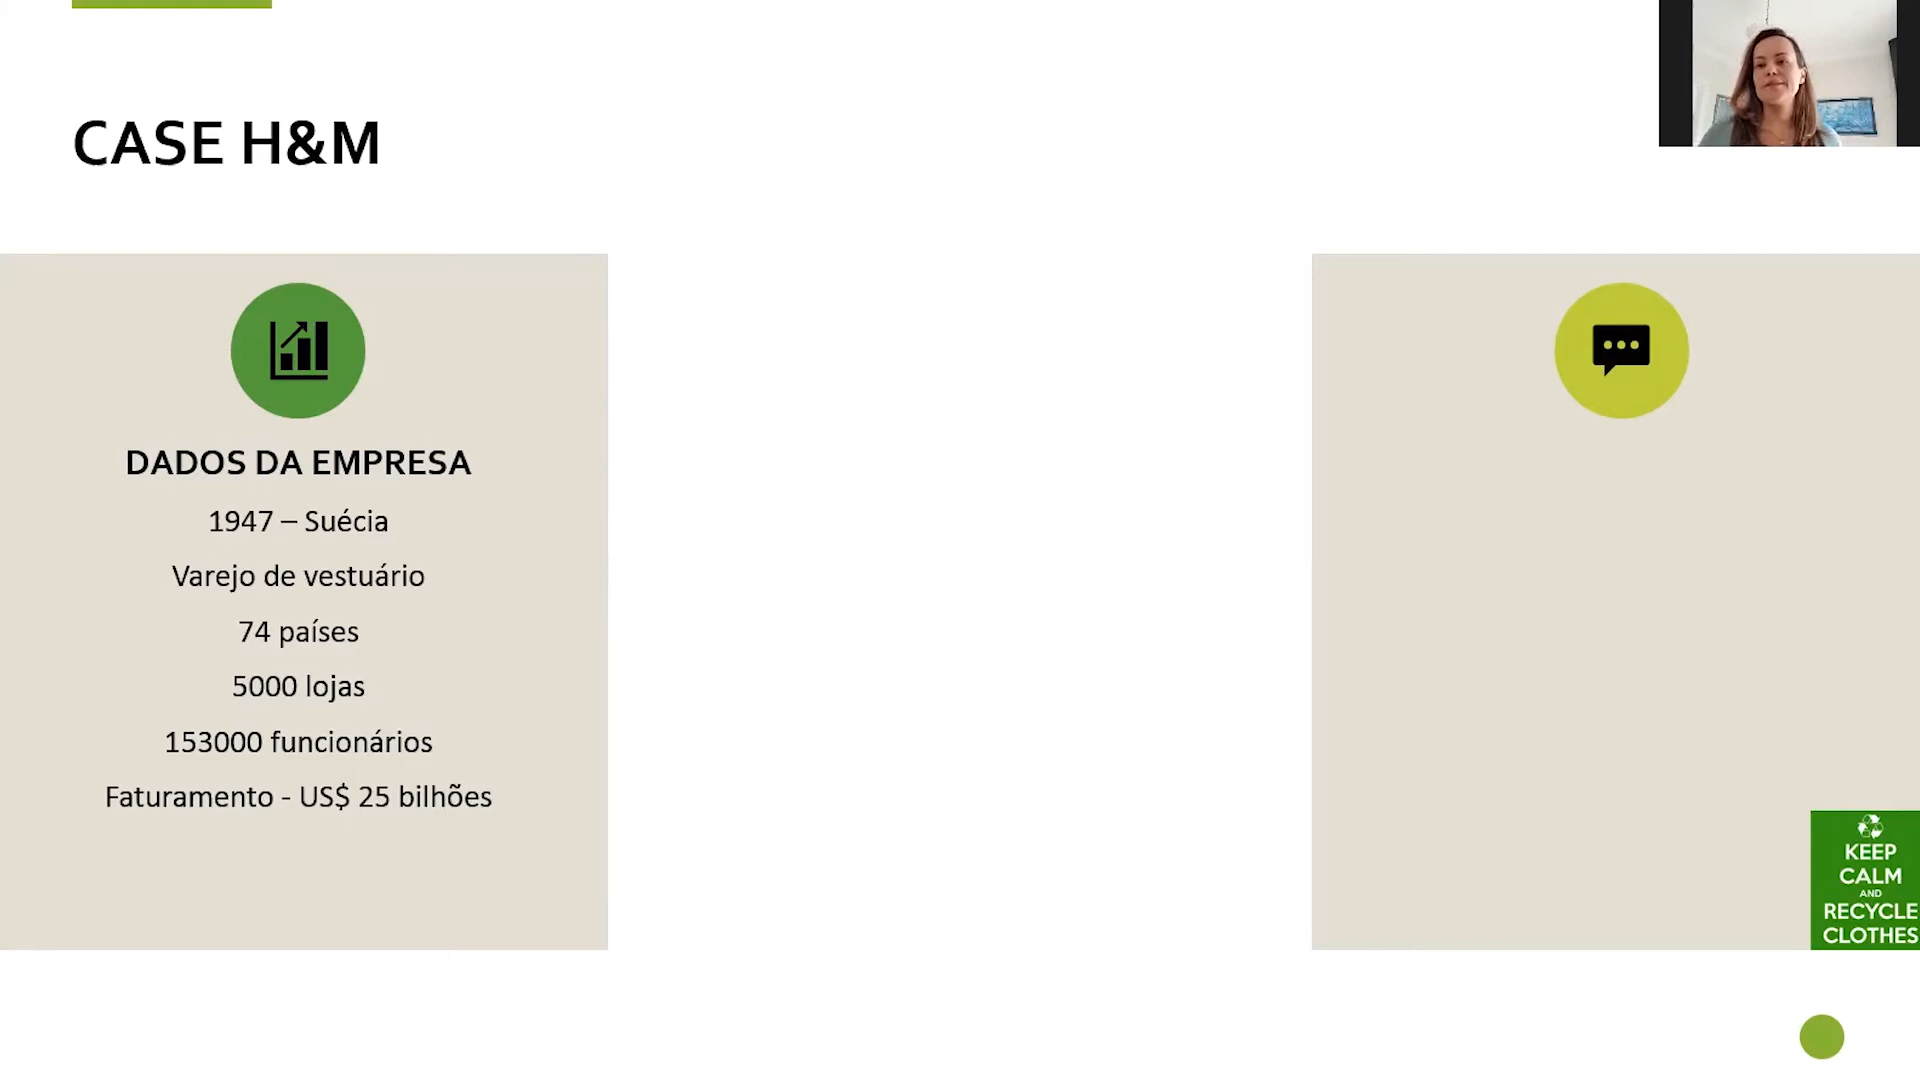 CASE H&M
DADOS DA EMPRESA
1947 – Suécia
Varejo de vestuário
74 países
5000 lojas
153000 funcionários
Faturamento - US$ 25 bilhões
KEEP
CALM
AND
RECYCLE
CLOTHES